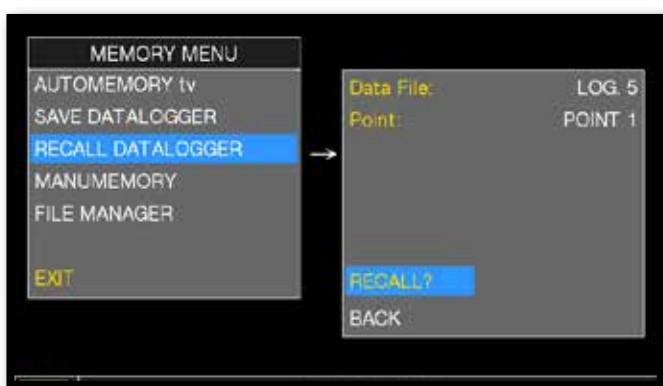 MEMORY MENU
AUTOMEMORY tv
SAVE DATALOGGER
RECALL DATALOGGER
MANUMEMORY
FILE MANAGER
EXIT
→
Data File: LOG. 5
Point: POINT 1
RECALL?
BACK